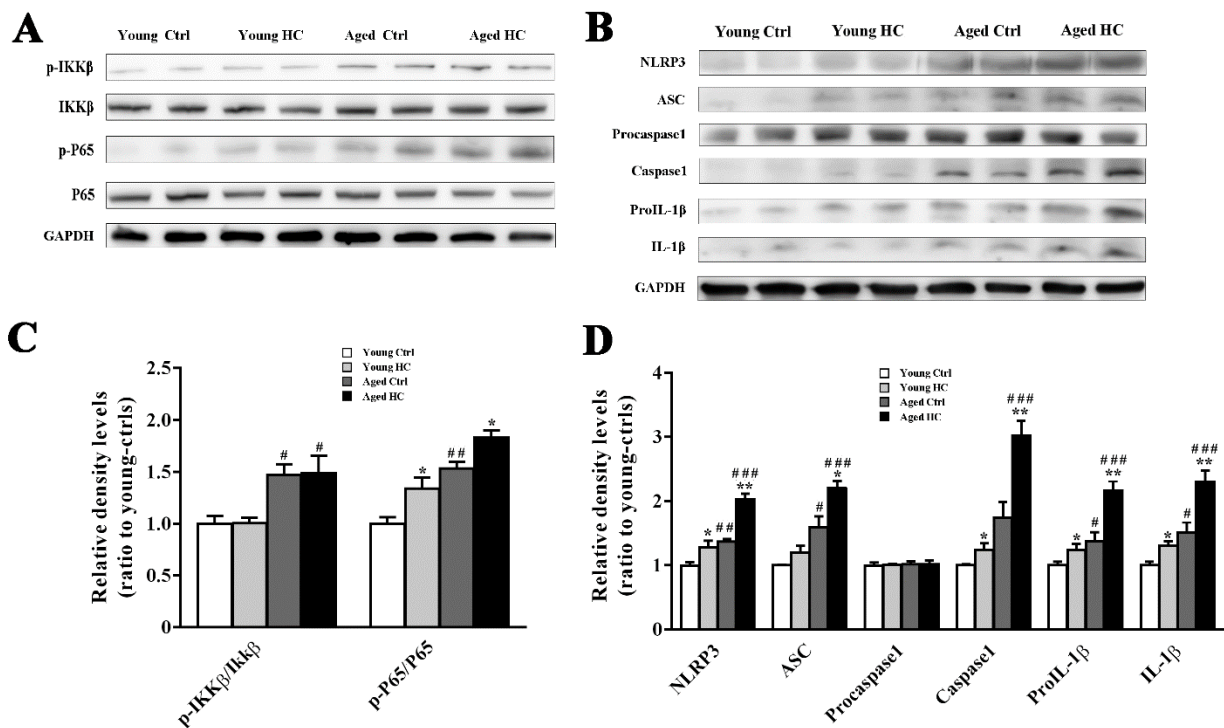 A
Young Ctrl Young HC Aged Ctrl Aged HC
p-IKKβ
IKKβ
p-P65
P65
GAPDH
B
Young Ctrl Young HC Aged Ctrl Aged HC
NLRP3
ASC
Procaspase1
Caspase1
ProIL-1β
IL-1β
GAPDH
C
Relative density levels
(ratio to young-ctrls)
2.5
2.0
1.5
1.0
0.5
0.0
Young Ctrl
Young HC
Aged Ctrl
Aged HC
# #
* ## *
p-IKKβ/Ikkβ
p-P65/P65
D
Relative density levels
(ratio to young-ctrls)
4
3
2
1
0
Young Ctrl
Young HC
Aged Ctrl
Aged HC
* ## ###
**
# ###
*
* ###
**
* # ###
**
* # ###
**
NLRP3
ASC
Procaspase1
Caspase1
ProIL-1β
IL-1β